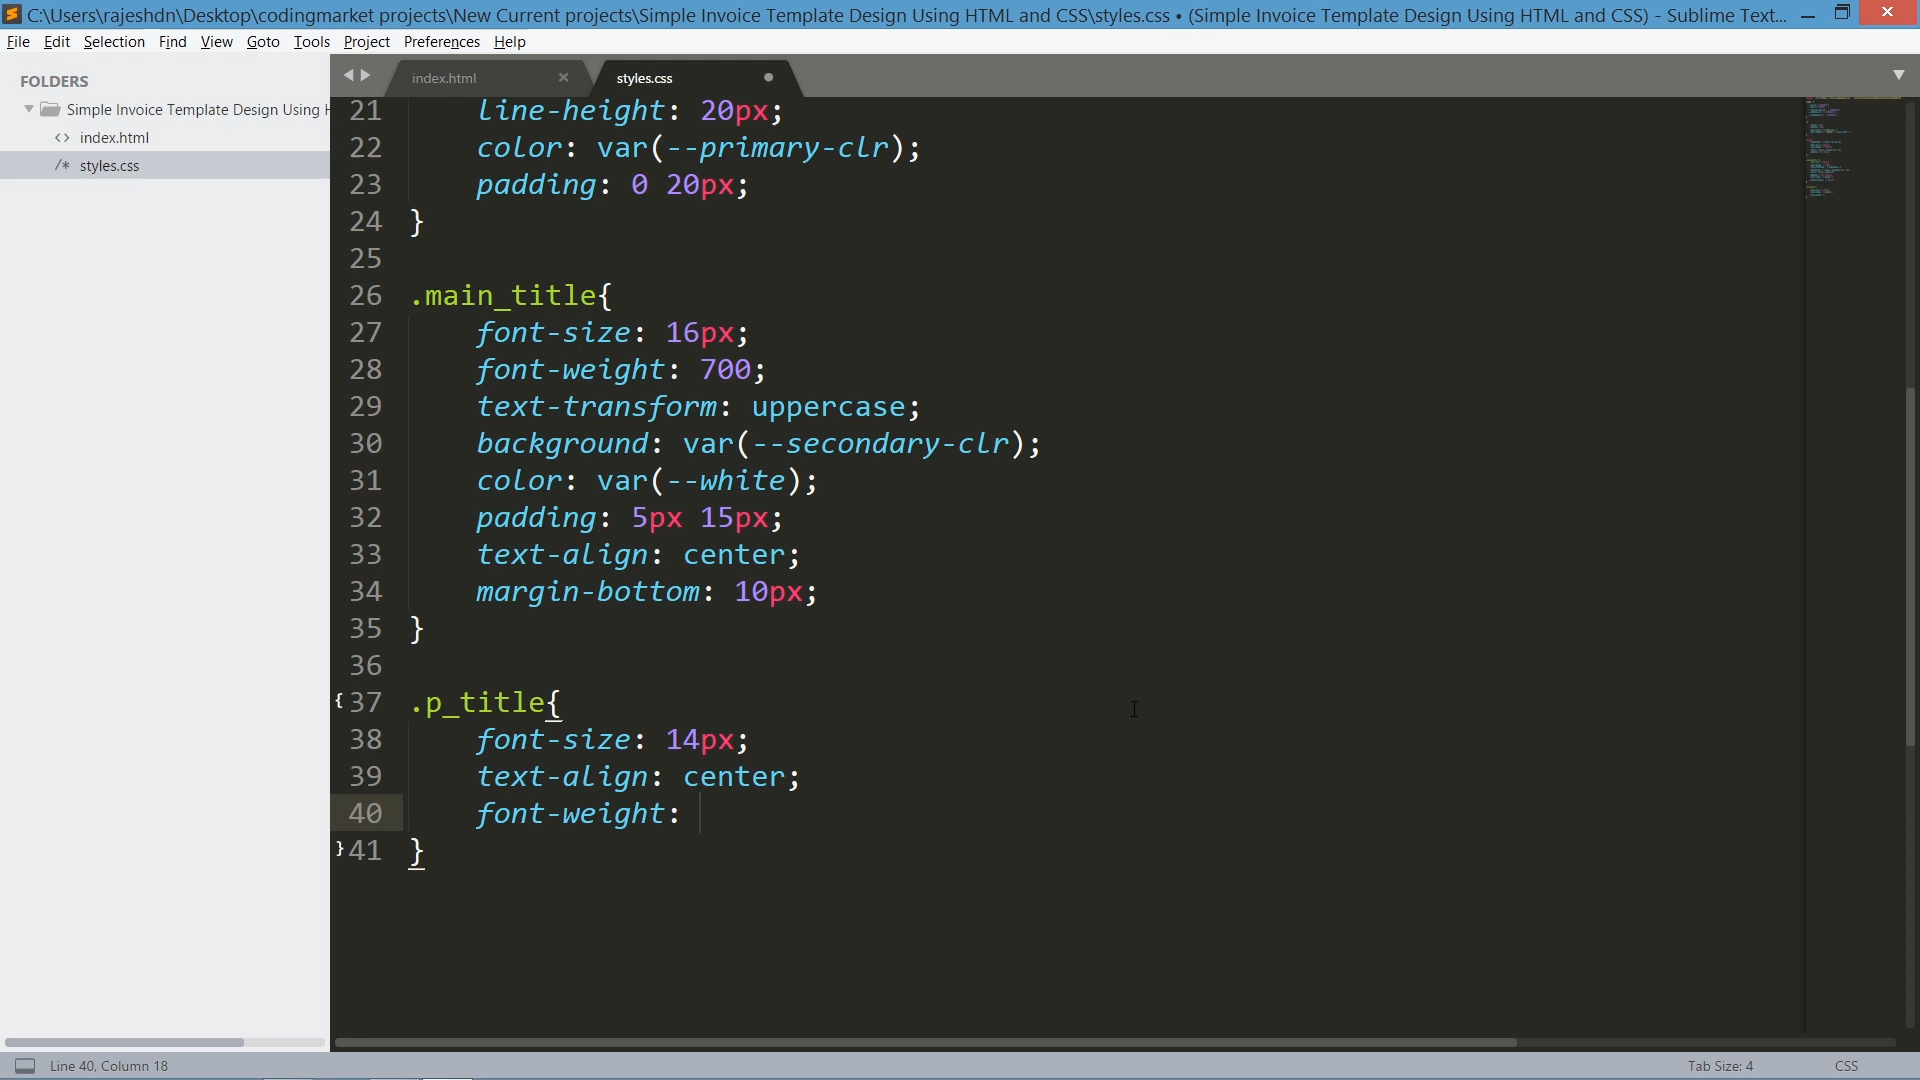 C:\Users\rajeshdn\Desktop\codingmarket projects\New Current projects\Simple Invoice Template Design Using HTML and CSS\styles.css • (Simple Invoice Template Design Using HTML and CSS) - Sublime Text...
File Edit Selection Find View Goto Tools Project Preferences Help
FOLDERS
Simple Invoice Template Design Using H
index.html
styles.css
index.html
styles.css
21 line-height: 20px;
22 color: var(--primary-clr);
23 padding: 0 20px;
24 }
25
26 .main_title{
27 font-size: 16px;
28 font-weight: 700;
29 text-transform: uppercase;
30 background: var(--secondary-clr);
31 color: var(--white);
32 padding: 5px 15px;
33 text-align: center;
34 margin-bottom: 10px;
35 }
36
37 .p_title{
38 font-size: 14px;
39 text-align: center;
40 font-weight:
41 }
Line 40, Column 18
Tab Size: 4
CSS